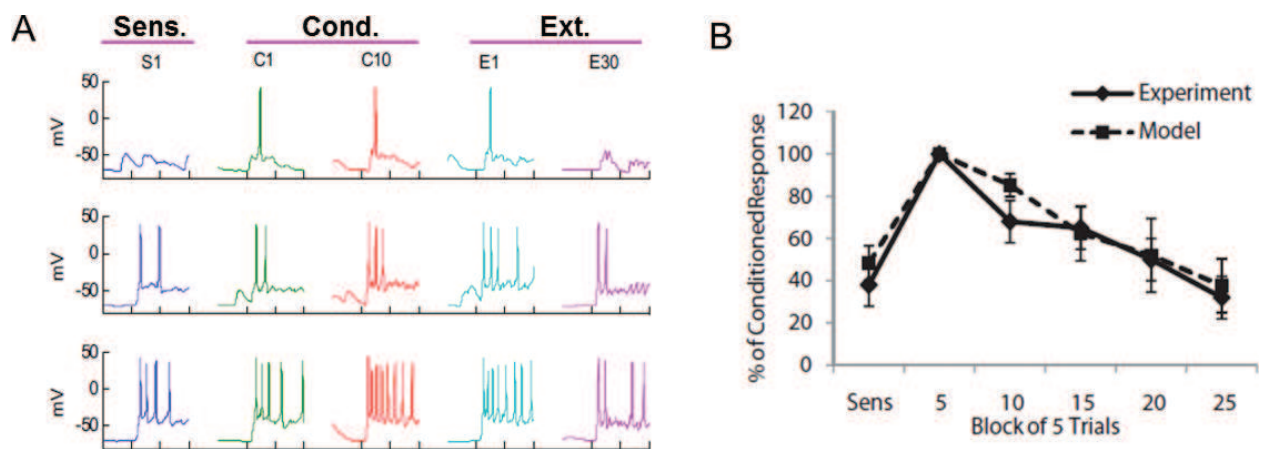 A
Sens. Cond. Ext.
S1 C1 C10 E1 E30
50
0
-50
mV
50
0
-50
mV
50
0
-50
mV
B
Experiment
Model
120
100
80
60
40
20
0
% of ConditionedResponse
Sens 5 10 15 20 25
Block of 5 Trials